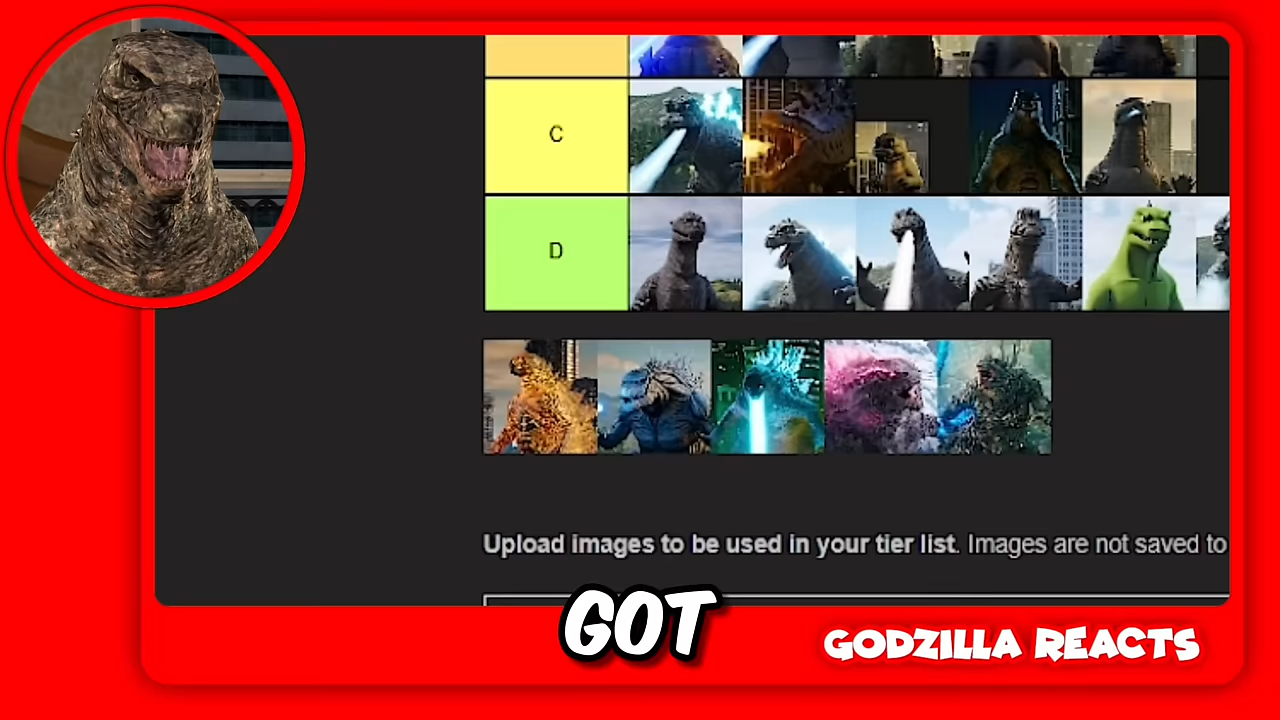 C
D
Upload images to be used in your tier list. Images are not saved to
GOT
GODZILLA REACTS